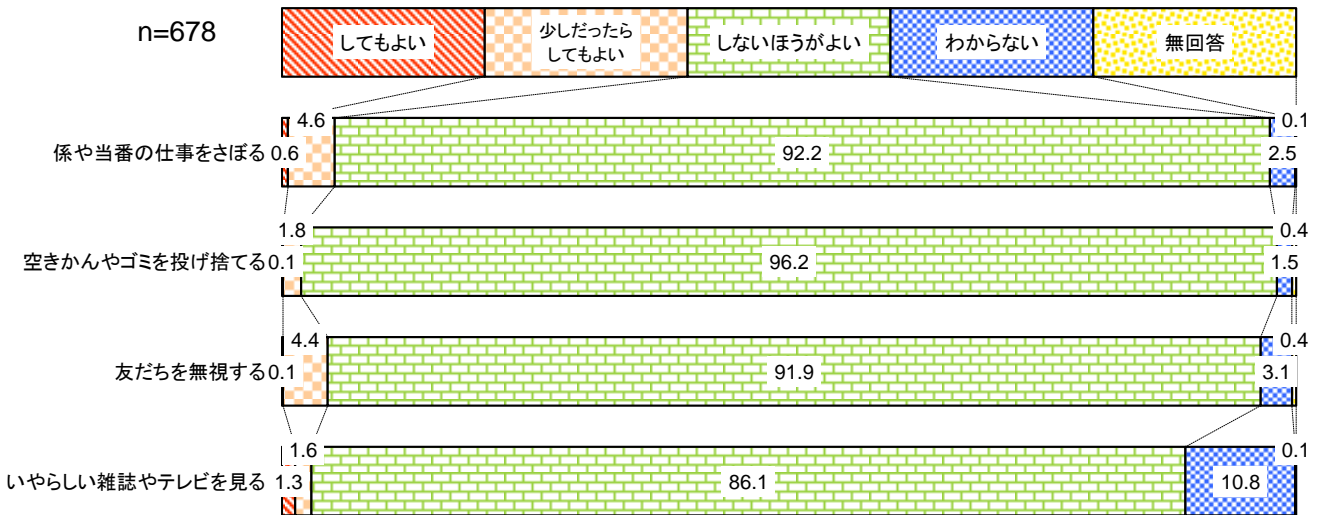 n=678
してもよい
少しだったら
してもよい
しないほうがよい
わからない
無回答
係や当番の仕事をさぼる
0.6
4.6
92.2
2.5
0.1
空きかんやゴミを投げ捨てる
0.1
1.8
96.2
1.5
0.4
友だちを無視する
0.1
4.4
91.9
3.1
0.4
いやらしい雑誌やテレビを見る
1.3
1.6
86.1
10.8
0.1